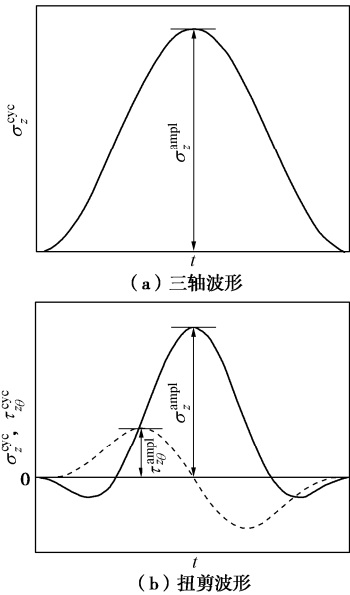 σ_z^cyc
σ_z^ampl
t
(a)三轴波形
σ_z^cyc, τ_zθ^cyc
σ_z^ampl
τ_zθ^ampl
0
t
(b)扭剪波形